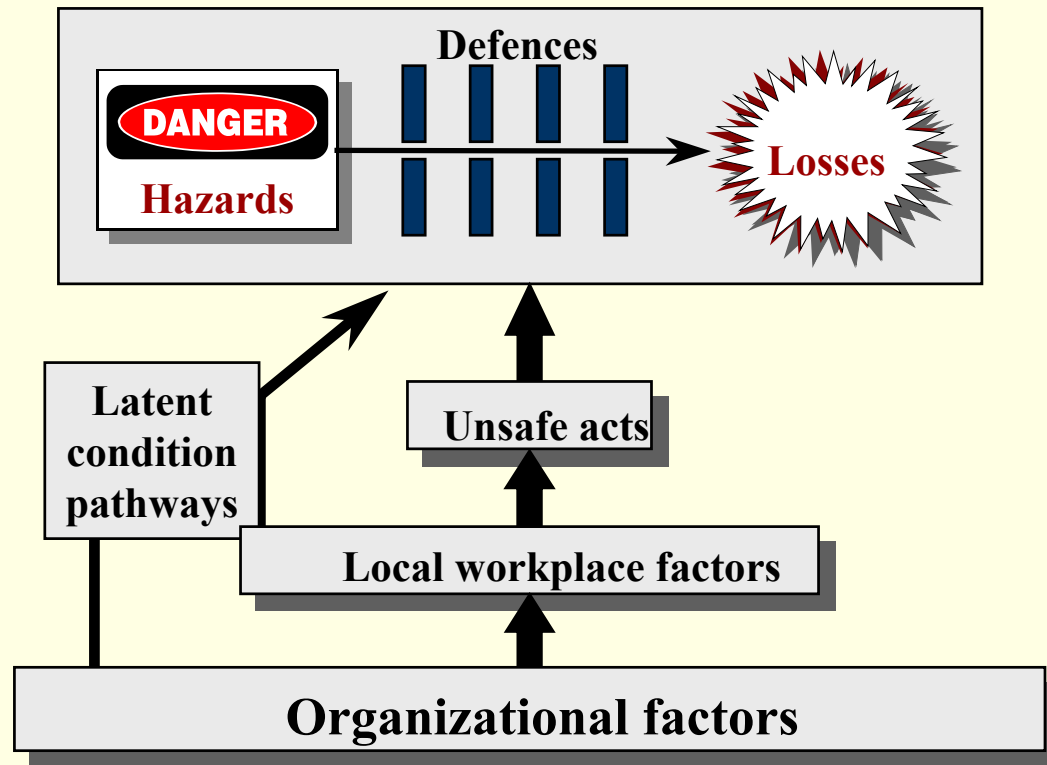 Defences
DANGER
Hazards
Losses
Latent
condition
pathways
Unsafe acts
Local workplace factors
Organizational factors